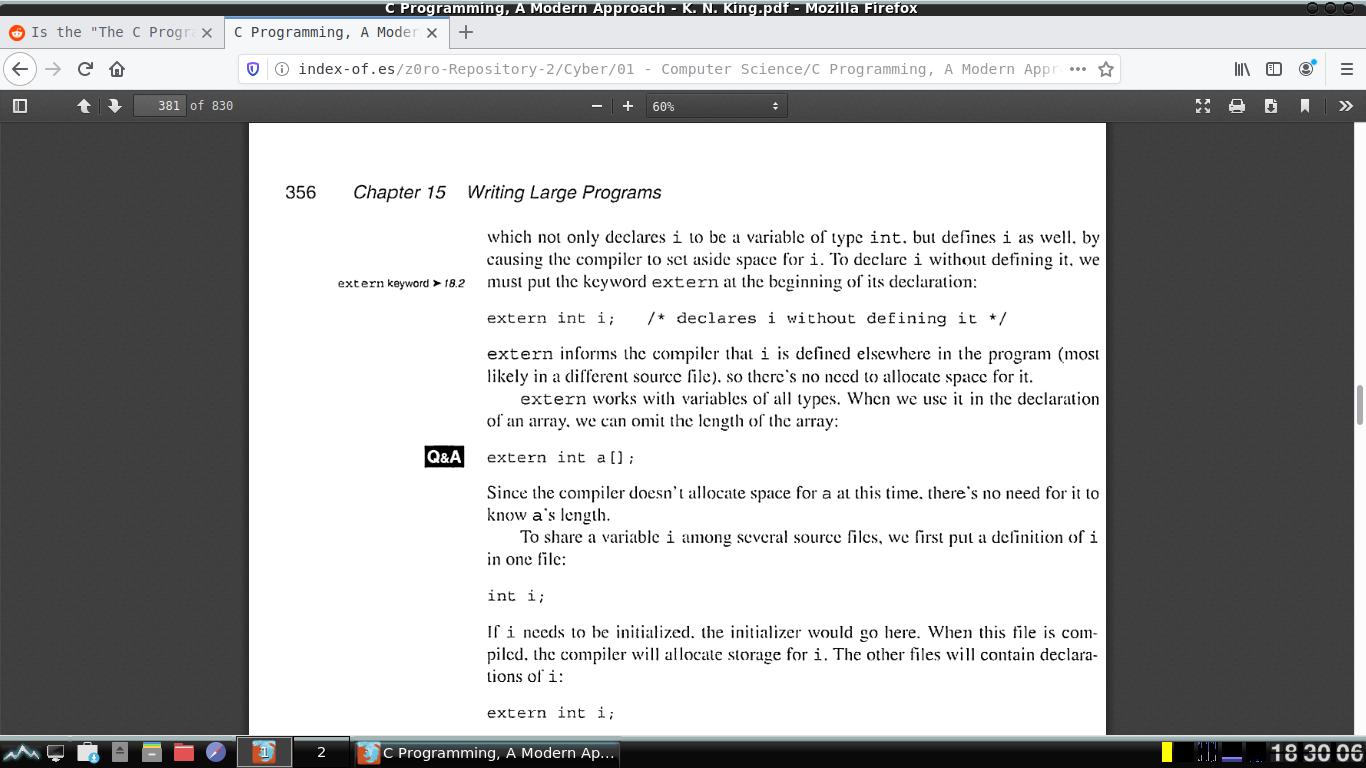 C Programming, A Modern Approach - K. N. King.pdf - Mozilla Firefox
Is the "The C Progra
C Programming, A Moder
index-of.es/z0ro-Repository-2/Cyber/01 - Computer Science/C Programming, A Modern Appr
381 of 830
60%
356 Chapter 15 Writing Large Programs
which not only declares i to be a variable of type int, but defines i as well, by
causing the compiler to set aside space for i. To declare i without defining it, we
extern keyword ➤ 18.2
must put the keyword extern at the beginning of its declaration:
extern int i; /* declares i without defining it */
extern informs the compiler that i is defined elsewhere in the program (most
likely in a different source file), so there's no need to allocate space for it.
extern works with variables of all types. When we use it in the declaration
of an array, we can omit the length of the array:
Q&A
extern int a[];
Since the compiler doesn't allocate space for a at this time, there's no need for it to
know a's length.
To share a variable i among several source files, we first put a definition of i
in one file:
int i;
If i needs to be initialized, the initializer would go here. When this file is com-
piled, the compiler will allocate storage for i. The other files will contain declara-
tions of i:
extern int i;
1
2
C Programming, A Modern Ap...
18 30 06